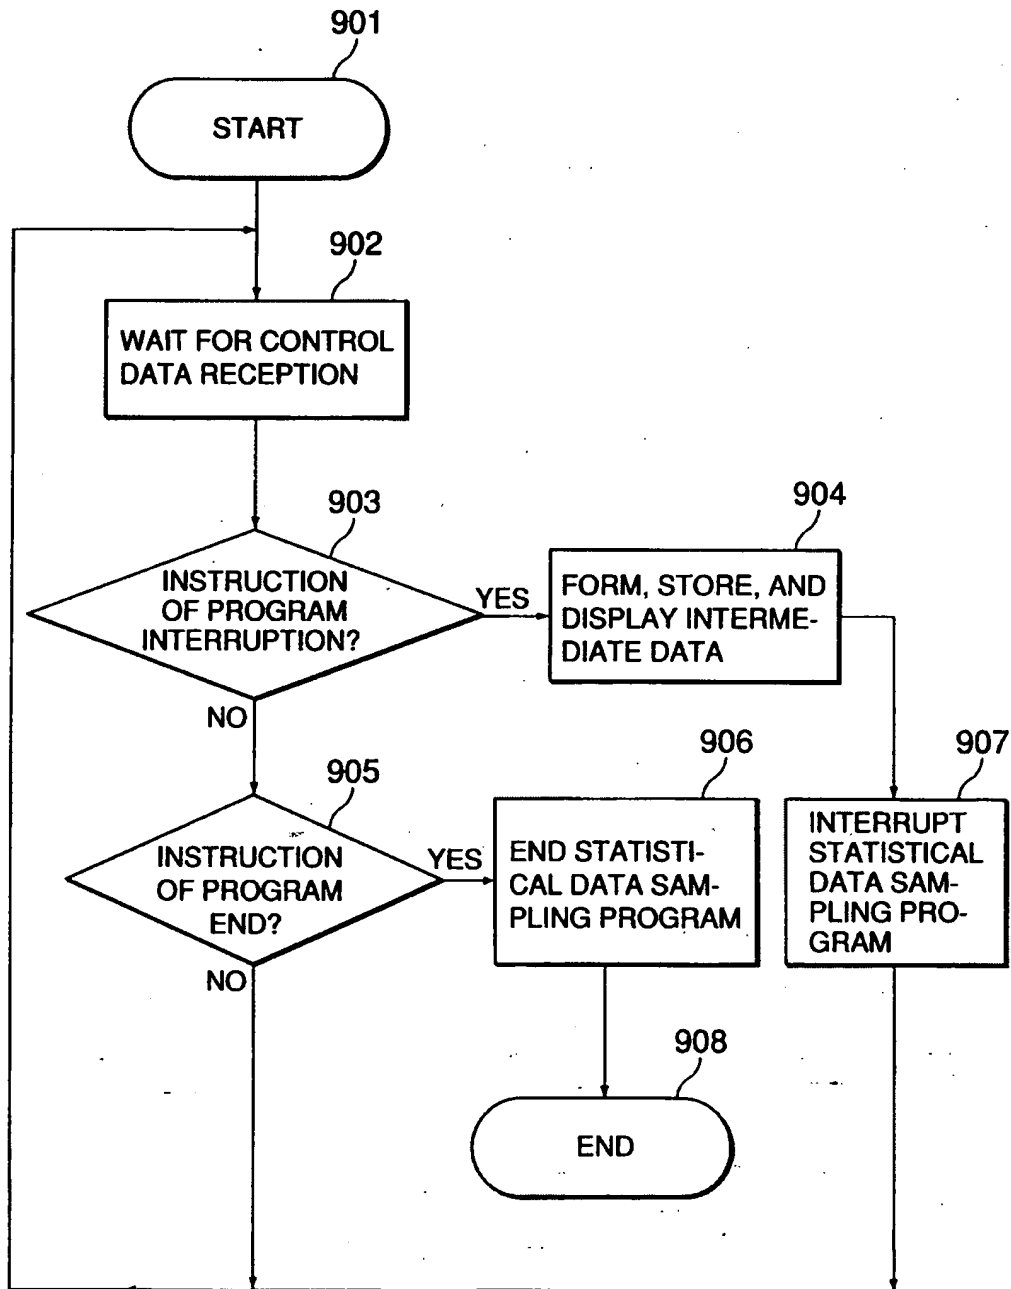 901
START
902
WAIT FOR CONTROL
DATA RECEPTION
903
INSTRUCTION
OF PROGRAM
INTERRUPTION?
YES
904
FORM, STORE, AND
DISPLAY INTERME-
DIATE DATA
NO
905
INSTRUCTION
OF PROGRAM
END?
YES
906
END STATISTI-
CAL DATA SAM-
PLING PROGRAM
907
INTERRUPT
STATISTICAL
DATA SAM-
PLING PRO-
GRAM
NO
908
END